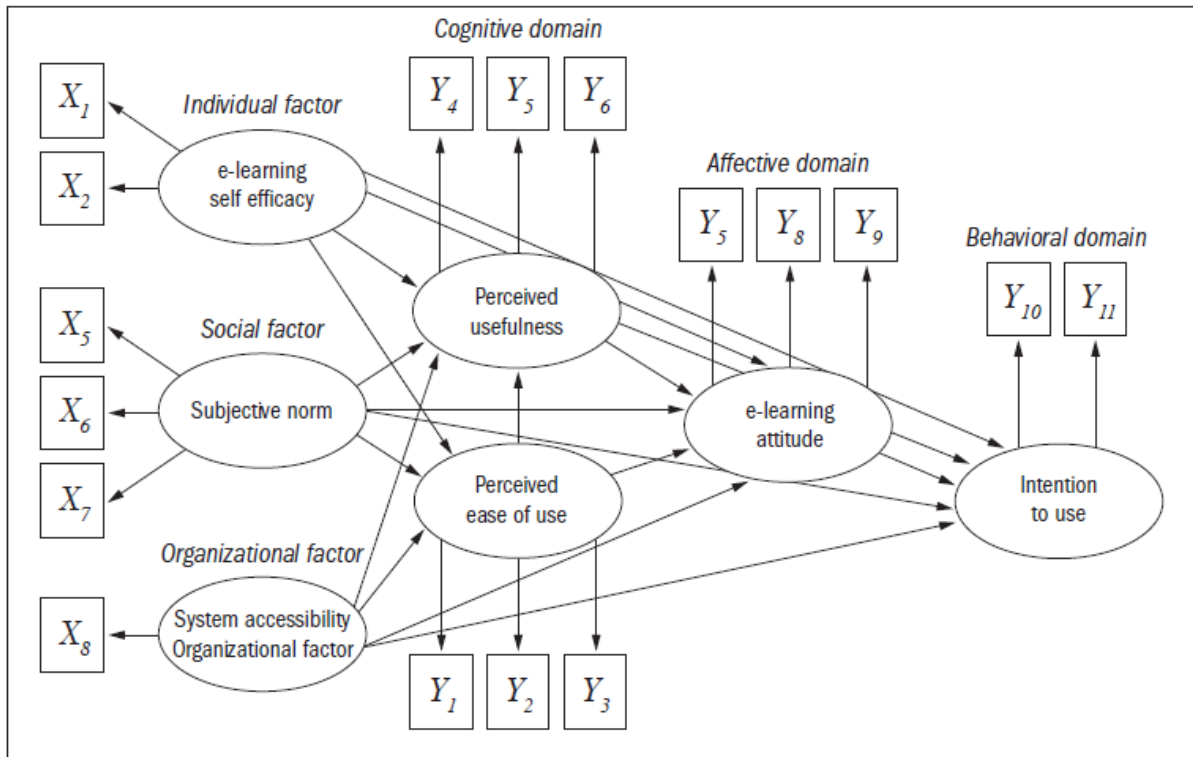 Cognitive domain
X1
Individual factor
Y4
Y5
Y6
X2
e-learning
self efficacy
Affective domain
Y5
Y8
Y9
Behavioral domain
Y10
Y11
X5
Social factor
Perceived
usefulness
X6
Subjective norm
e-learning
attitude
X7
Perceived
ease of use
Intention
to use
Organizational factor
X8
System accessibility
Organizational factor
Y1
Y2
Y3